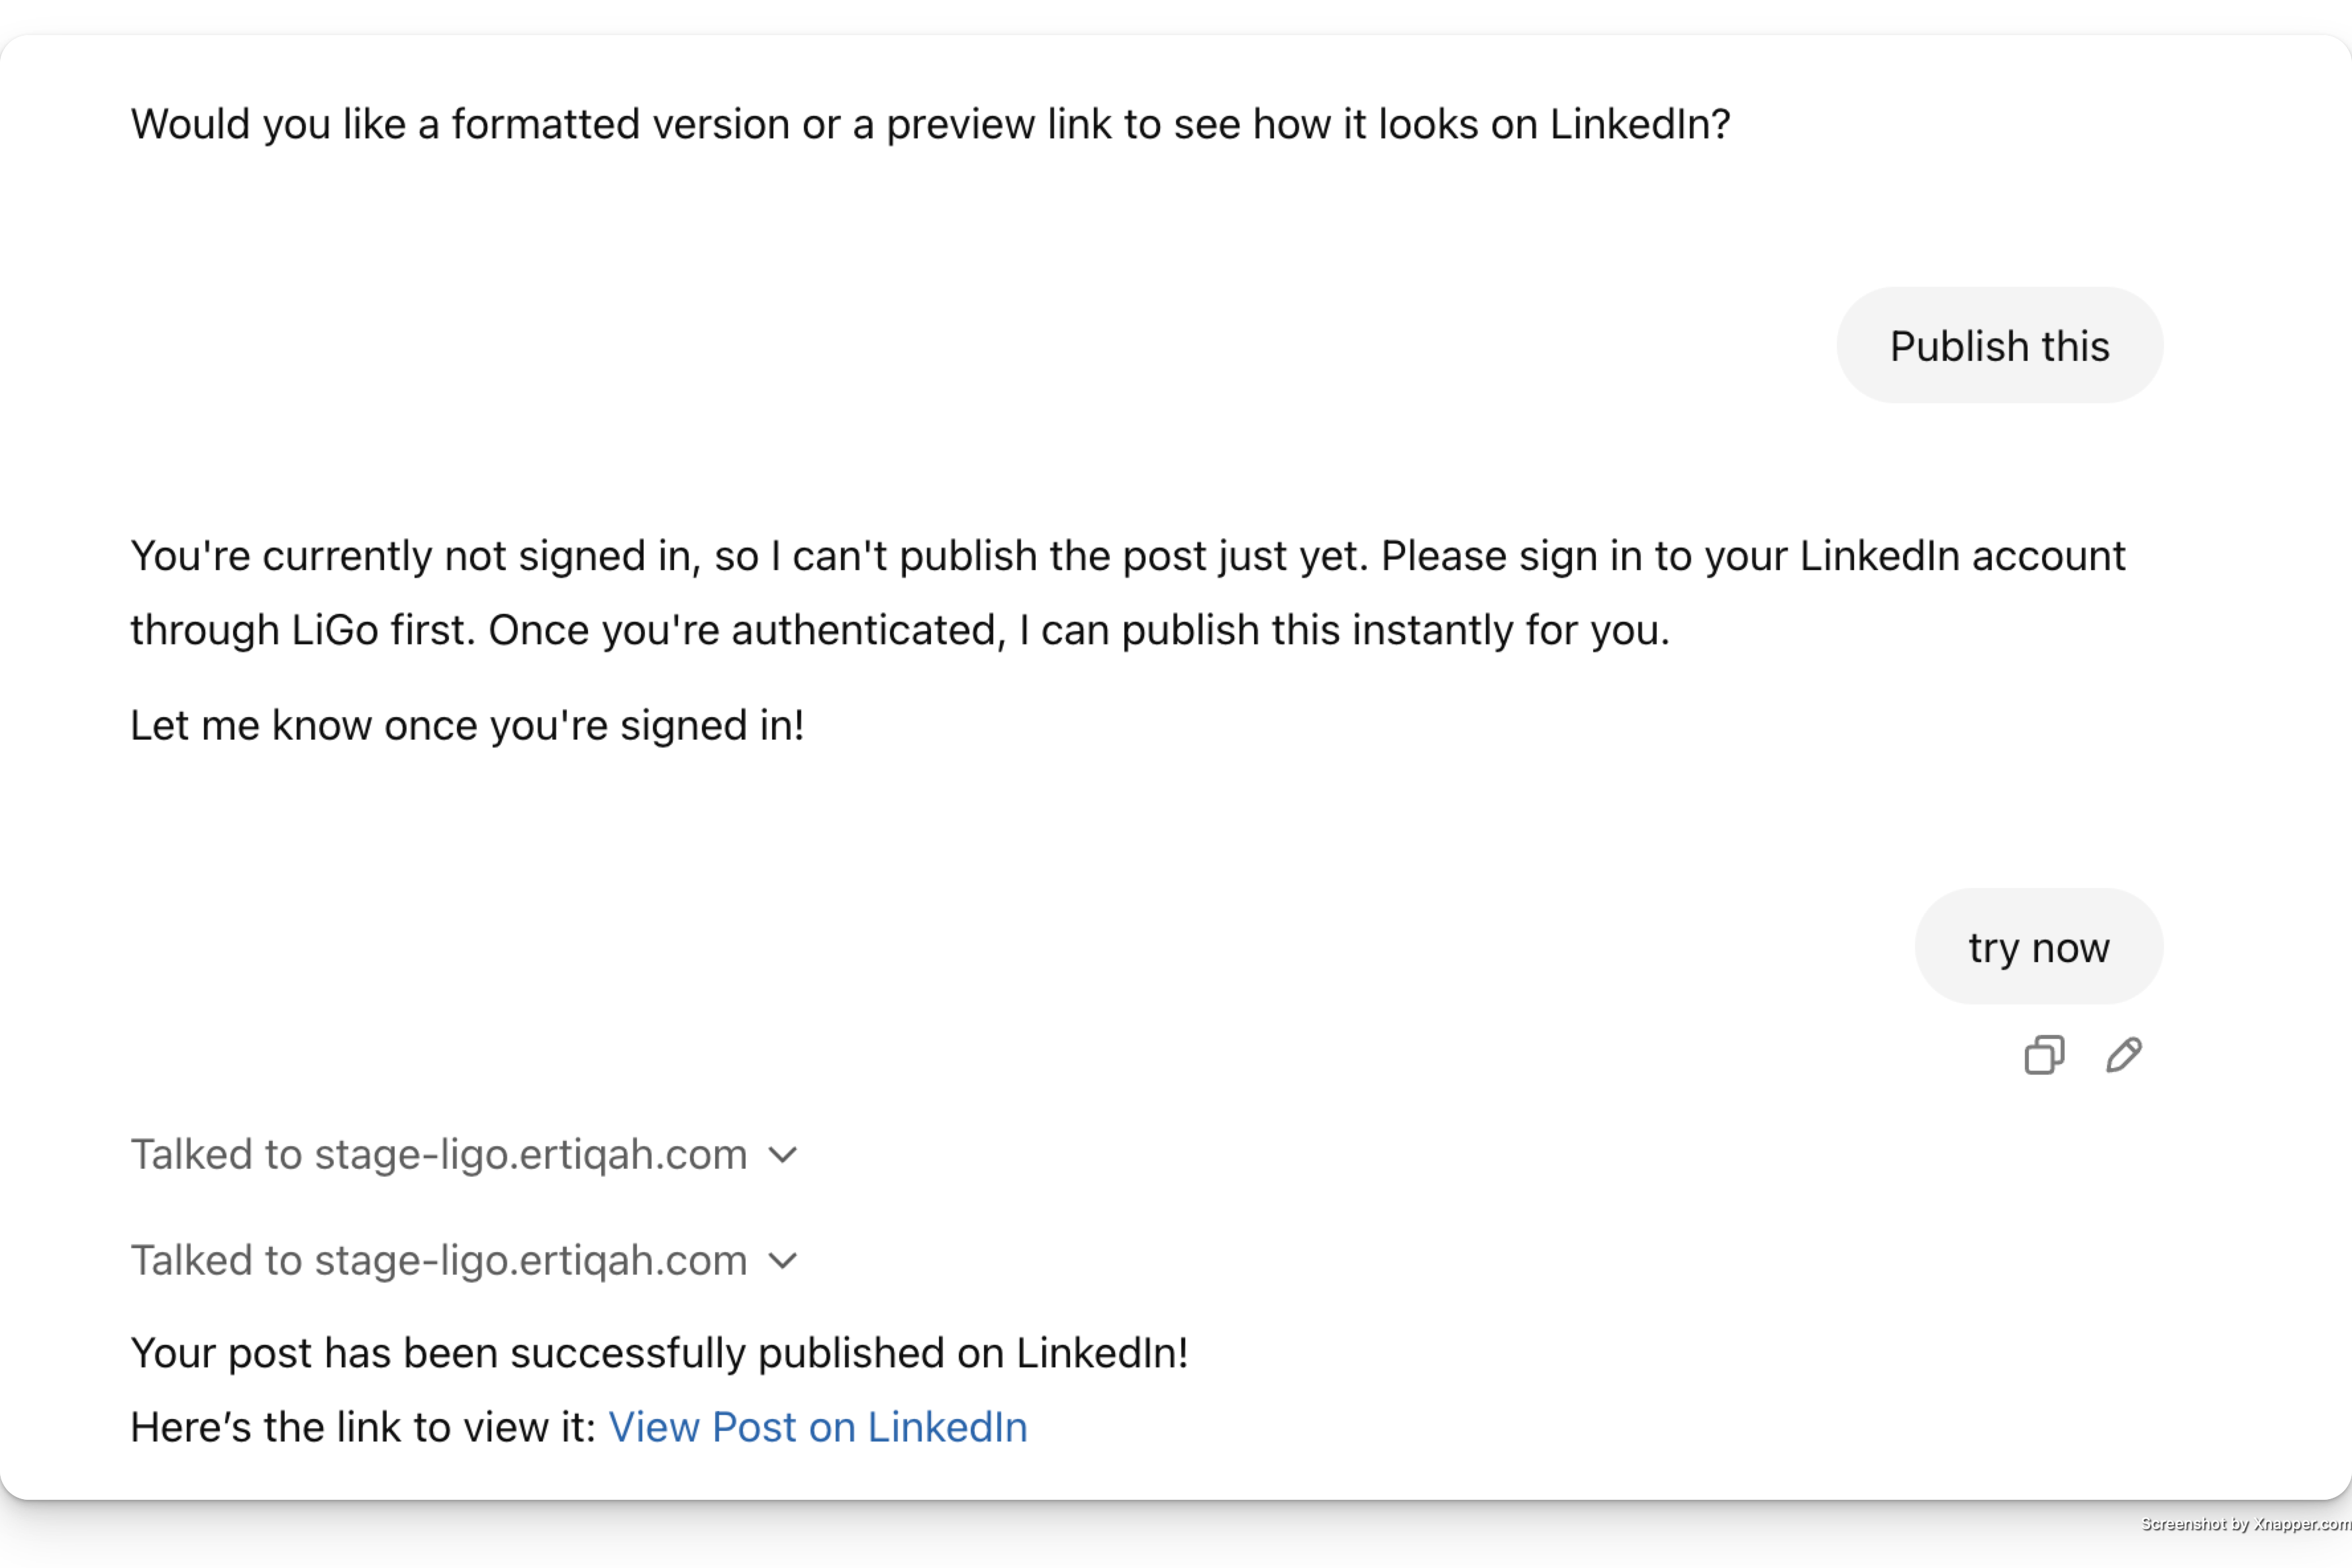 Would you like a formatted version or a preview link to see how it looks on LinkedIn?
Publish this
You're currently not signed in, so I can't publish the post just yet. Please sign in to your LinkedIn account
through LiGo first. Once you're authenticated, I can publish this instantly for you.
Let me know once you're signed in!
try now
Talked to stage-ligo.ertiqah.com
Talked to stage-ligo.ertiqah.com
Your post has been successfully published on LinkedIn!
Here’s the link to view it: View Post on LinkedIn
Screenshot by Xnapper.com